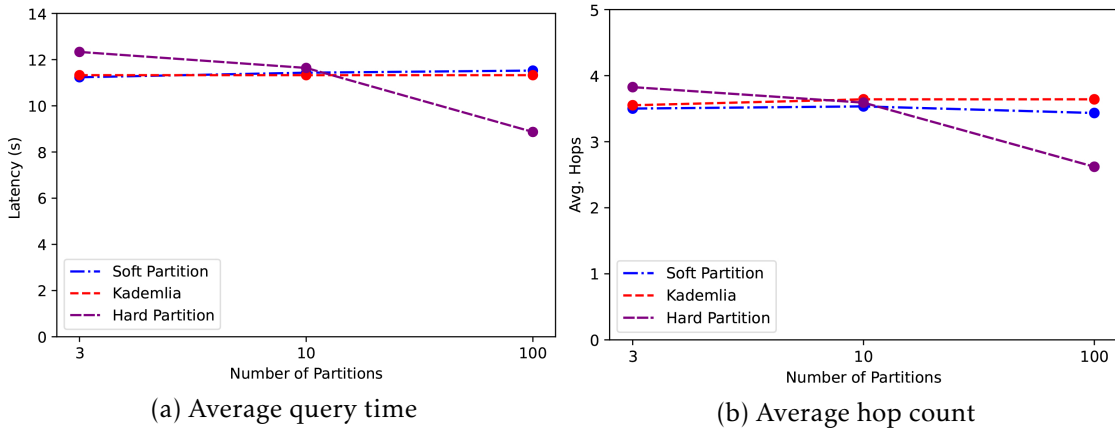 14
12
10
8
6
4
2
0
Latency (s)
Soft Partition
Kademlia
Hard Partition
3
10
100
Number of Partitions
(a) Average query time
5
4
3
2
1
0
Avg. Hops
Soft Partition
Kademlia
Hard Partition
3
10
100
Number of Partitions
(b) Average hop count